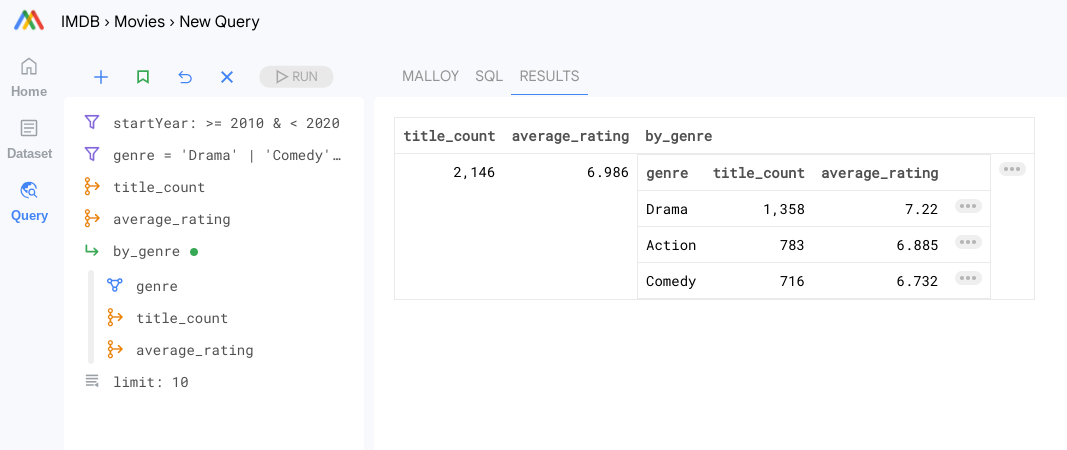 IMDB › Movies › New Query
Home
Dataset
Query
RUN
startYear: >= 2010 & < 2020
genre = 'Drama' | 'Comedy'…
title_count
average_rating
by_genre
genre
title_count
average_rating
limit: 10
MALLOY SQL RESULTS
title_count average_rating by_genre
2,146 6.986
genre title_count average_rating
Drama 1,358 7.22
Action 783 6.885
Comedy 716 6.732